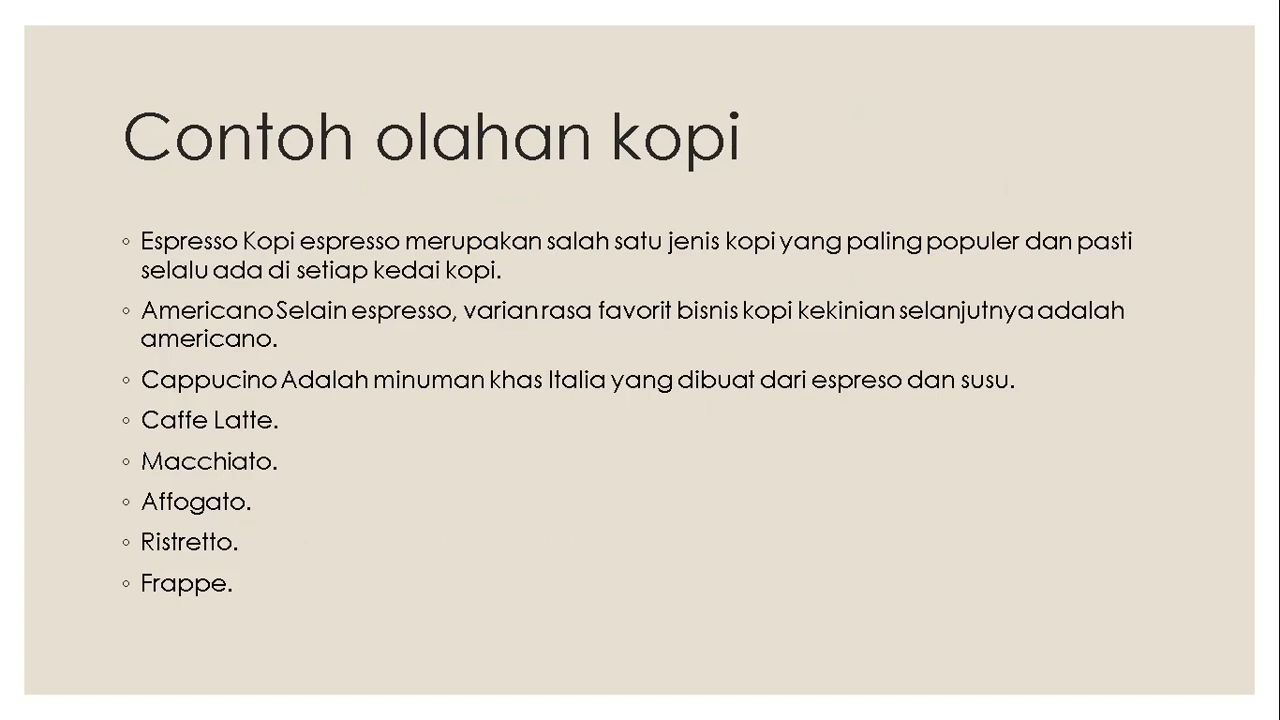 Contoh olahan kopi
◦ Espresso Kopi espresso merupakan salah satu jenis kopi yang paling populer dan pasti
selalu ada di setiap kedai kopi.
◦ Americano Selain espresso, varian rasa favorit bisnis kopi kekinian selanjutnya adalah
americano.
◦ Cappucino Adalah minuman khas Italia yang dibuat dari espreso dan susu.
◦ Caffe Latte.
◦ Macchiato.
◦ Affogato.
◦ Ristretto.
◦ Frappe.